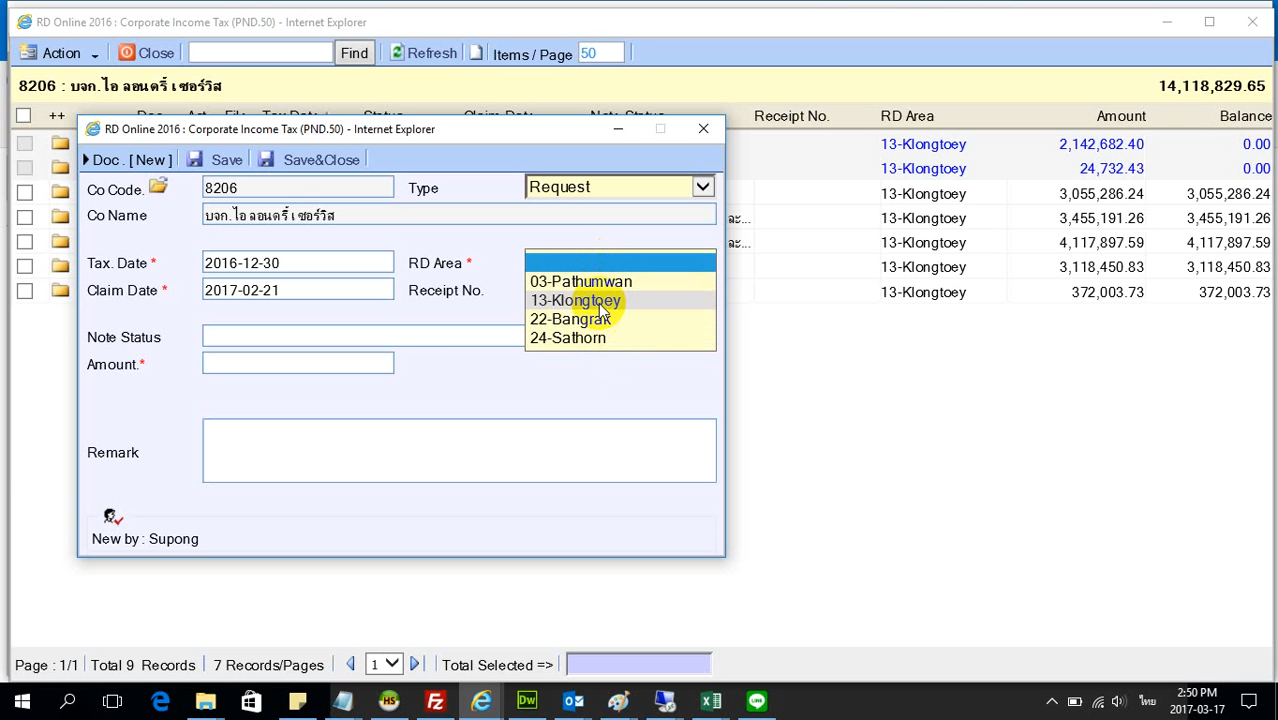 RD Online 2016 : Corporate Income Tax (PND.50) - Internet Explorer
Action Close Find Refresh Items / Page 50
8206 : บจก.ไอ ลอนดรี้ เซอร์วิส 14,118,829.65
++ Receipt No. RD Area Amount Balance
RD Online 2016 : Corporate Income Tax (PND.50) - Internet Explorer
13-Klongtoey 2,142,682.40 0.00
Doc . [ New ] Save Save&Close
13-Klongtoey 24,732.43 0.00
Co Code. 8206 Type Request
13-Klongtoey 3,055,286.24 3,055,286.24
Co Name บจก.ไอ ลอนดรี้ เซอร์วิส
ละ... 13-Klongtoey 3,455,191.26 3,455,191.26
ละ... 13-Klongtoey 4,117,897.59 4,117,897.59
Tax. Date * 2016-12-30 RD Area *
13-Klongtoey 3,118,450.83 3,118,450.83
03-Pathumwan
Claim Date * 2017-02-21 Receipt No.
13-Klongtoey 372,003.73 372,003.73
13-Klongtoey
22-Bangrak
Note Status
24-Sathorn
Amount.*
Remark
New by : Supong
Page : 1/1 Total 9 Records 7 Records/Pages 1 Total Selected =>
ไทย 2:50 PM
2017-03-17